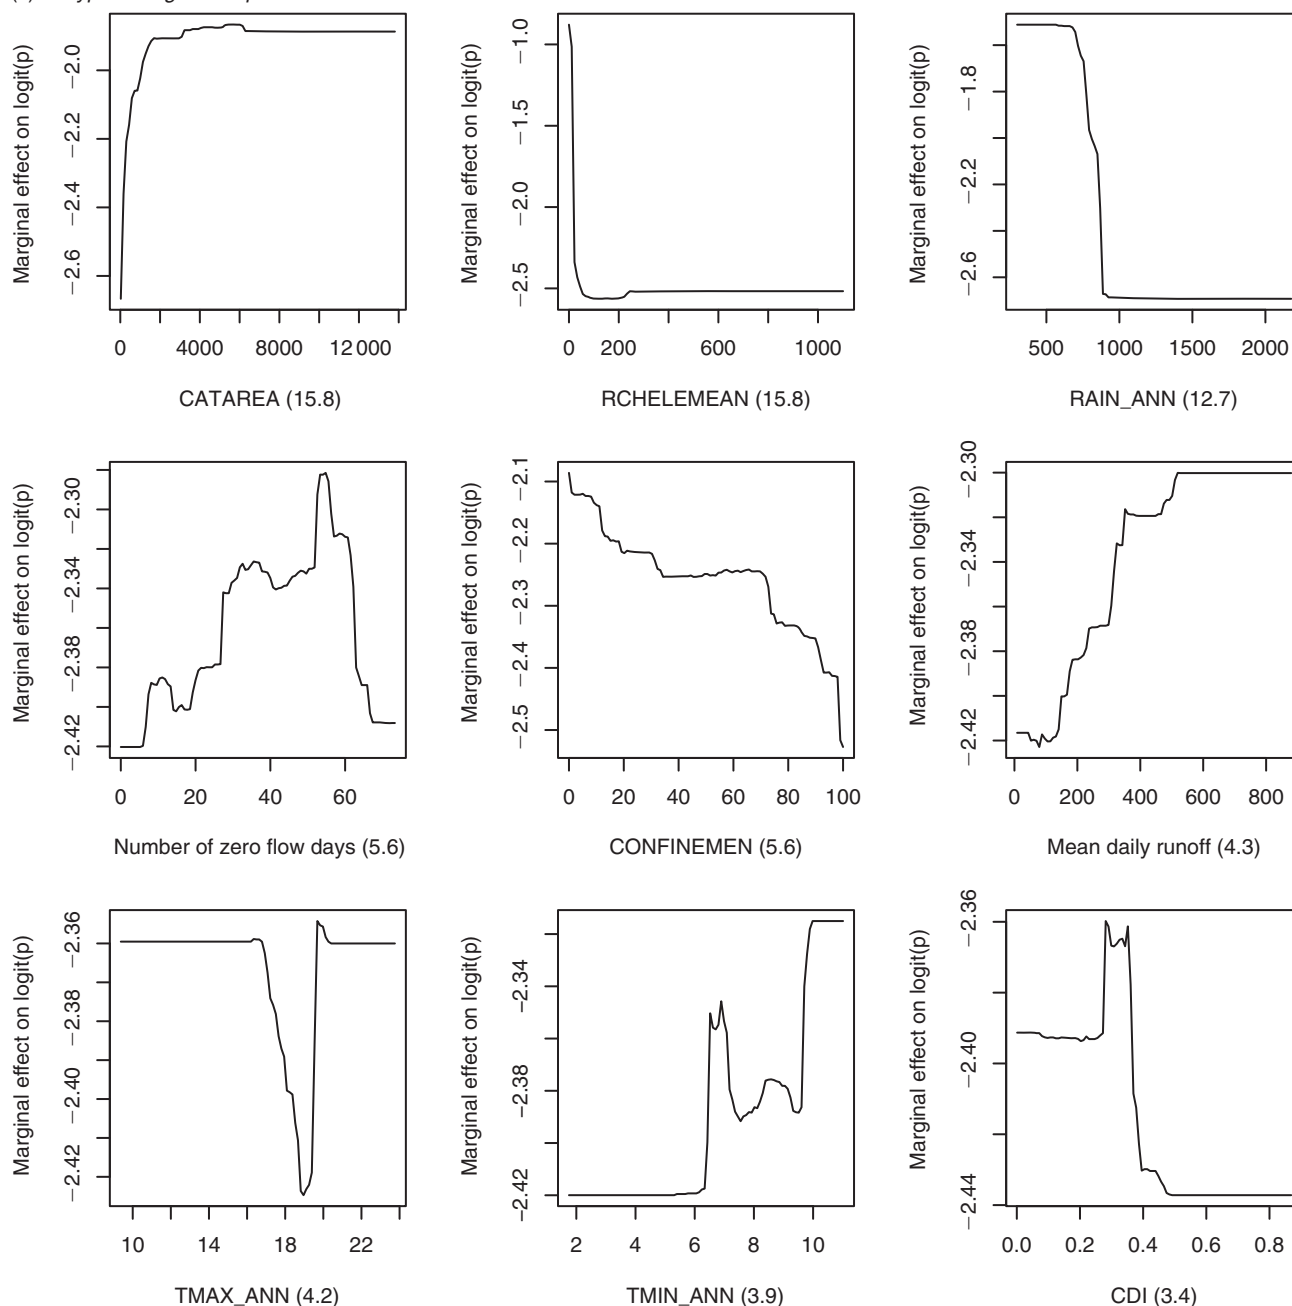 Marginal effect on logit(p)
−2.0
−2.2
−2.4
−2.6
0 4000 8000 12000
CATAREA (15.8)
Marginal effect on logit(p)
−1.0
−1.5
−2.0
−2.5
0 200 600 1000
RCHELEMEAN (15.8)
Marginal effect on logit(p)
−1.8
−2.2
−2.6
500 1000 1500 2000
RAIN_ANN (12.7)
Marginal effect on logit(p)
−2.30
−2.34
−2.38
−2.42
0 20 40 60
Number of zero flow days (5.6)
Marginal effect on logit(p)
−2.1
−2.2
−2.3
−2.4
−2.5
0 20 40 60 80 100
CONFINEMEN (5.6)
Marginal effect on logit(p)
−2.30
−2.34
−2.38
−2.42
0 200 400 600 800
Mean daily runoff (4.3)
Marginal effect on logit(p)
−2.36
−2.38
−2.40
−2.42
10 14 18 22
TMAX_ANN (4.2)
Marginal effect on logit(p)
−2.34
−2.38
−2.42
2 4 6 8 10
TMIN_ANN (3.9)
Marginal effect on logit(p)
−2.36
−2.40
−2.44
0.0 0.2 0.4 0.6 0.8
CDI (3.4)